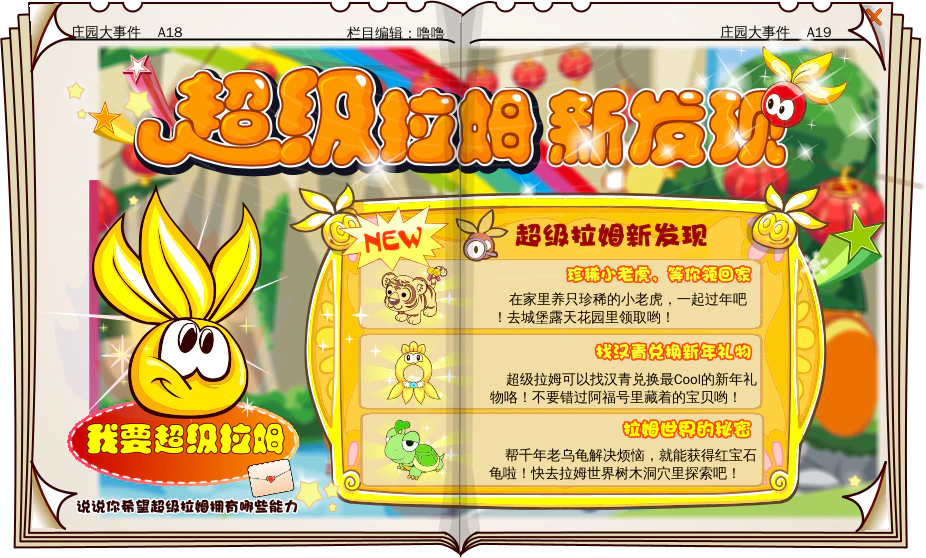 庄园大事件 A18
栏目编辑：噜噜
庄园大事件 A19
超级拉姆新发现
NEW
超级拉姆新发现
珍稀小老虎，等你领回家
在家里养只珍稀的小老虎，一起过年吧
！去城堡露天花园里领取哟！
找汉青兑换新年礼物
超级拉姆可以找汉青兑换最Cool的新年礼
物咯！不要错过阿福号里藏着的宝贝哟！
拉姆世界的秘密
帮千年老乌龟解决烦恼，就能获得红宝石
龟啦！快去拉姆世界树木洞穴里探索吧！
我要超级拉姆
说说你希望超级拉姆拥有哪些能力